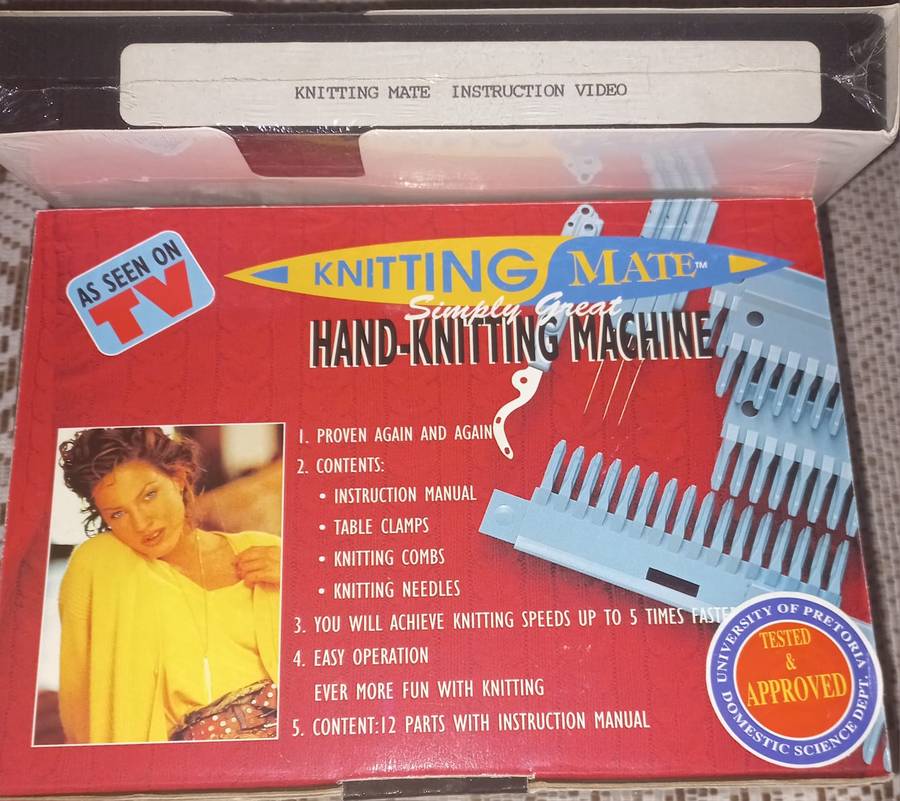 KNITTING MATE INSTRUCTION VIDEO
AS SEEN ON
TV
KNITTING MATE™
Simply Great
HAND-KNITTING MACHINE
1. PROVEN AGAIN AND AGAIN
2. CONTENTS:
• INSTRUCTION MANUAL
• TABLE CLAMPS
• KNITTING COMBS
• KNITTING NEEDLES
3. YOU WILL ACHIEVE KNITTING SPEEDS UP TO 5 TIMES FASTER
4. EASY OPERATION
EVER MORE FUN WITH KNITTING
5. CONTENT:12 PARTS WITH INSTRUCTION MANUAL
UNIVERSITY OF PRETORIA
TESTED
&
APPROVED
DOMESTIC SCIENCE DEPT.